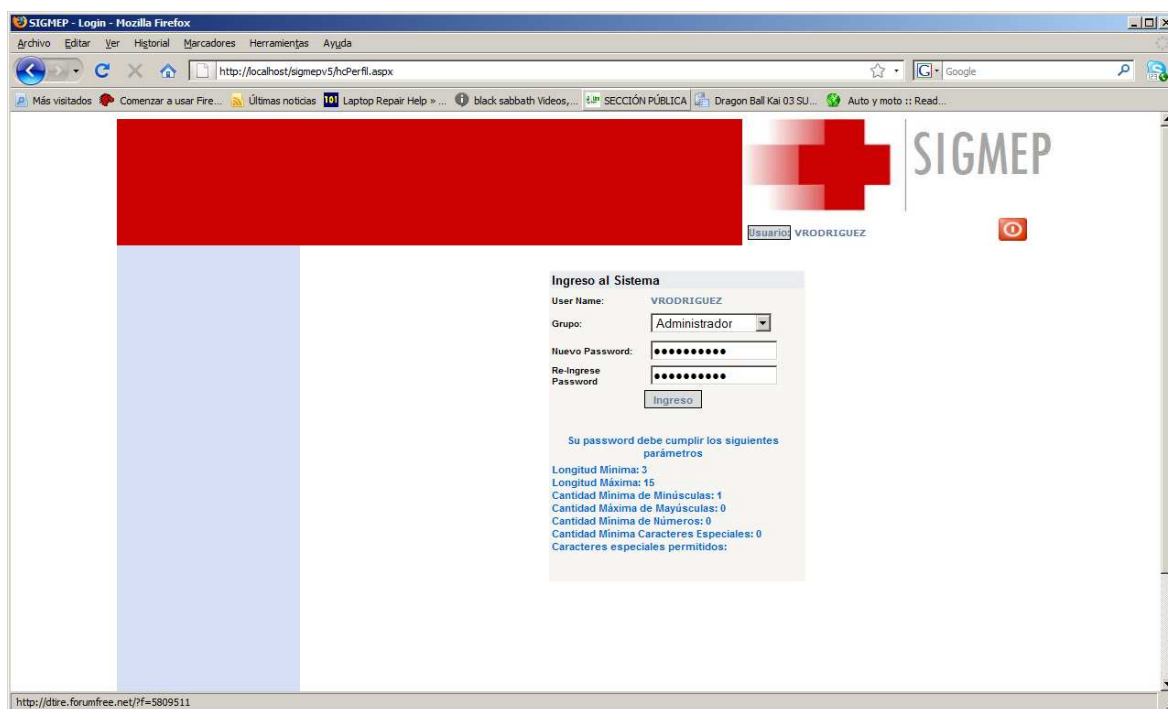 SIGMEP - Login - Mozilla Firefox
Archivo Editar Ver Historial Marcadores Herramientas Ayuda
http://localhost/sigmepv5/hcPerfil.aspx
G Google
Más visitados Comenzar a usar Fire... Últimas noticias 101 Laptop Repair Help » ... black sabbath Videos,... SECCIÓN PÚBLICA Dragon Ball Kai 03 SU... Auto y moto :: Read...
SIGMEP
Usuario: VRODRIGUEZ
Ingreso al Sistema
User Name: VRODRIGUEZ
Grupo: Administrador
Nuevo Password: ●●●●●●●●●●
Re-Ingrese
Password ●●●●●●●●●●
Ingreso
Su password debe cumplir los siguientes
parámetros
Longitud Mínima: 3
Longitud Máxima: 15
Cantidad Mínima de Minúsculas: 1
Cantidad Máxima de Mayúsculas: 0
Cantidad Mínima de Números: 0
Cantidad Mínima Caracteres Especiales: 0
Caracteres especiales permitidos:
http://dtire.forumfree.net/?f=5809511